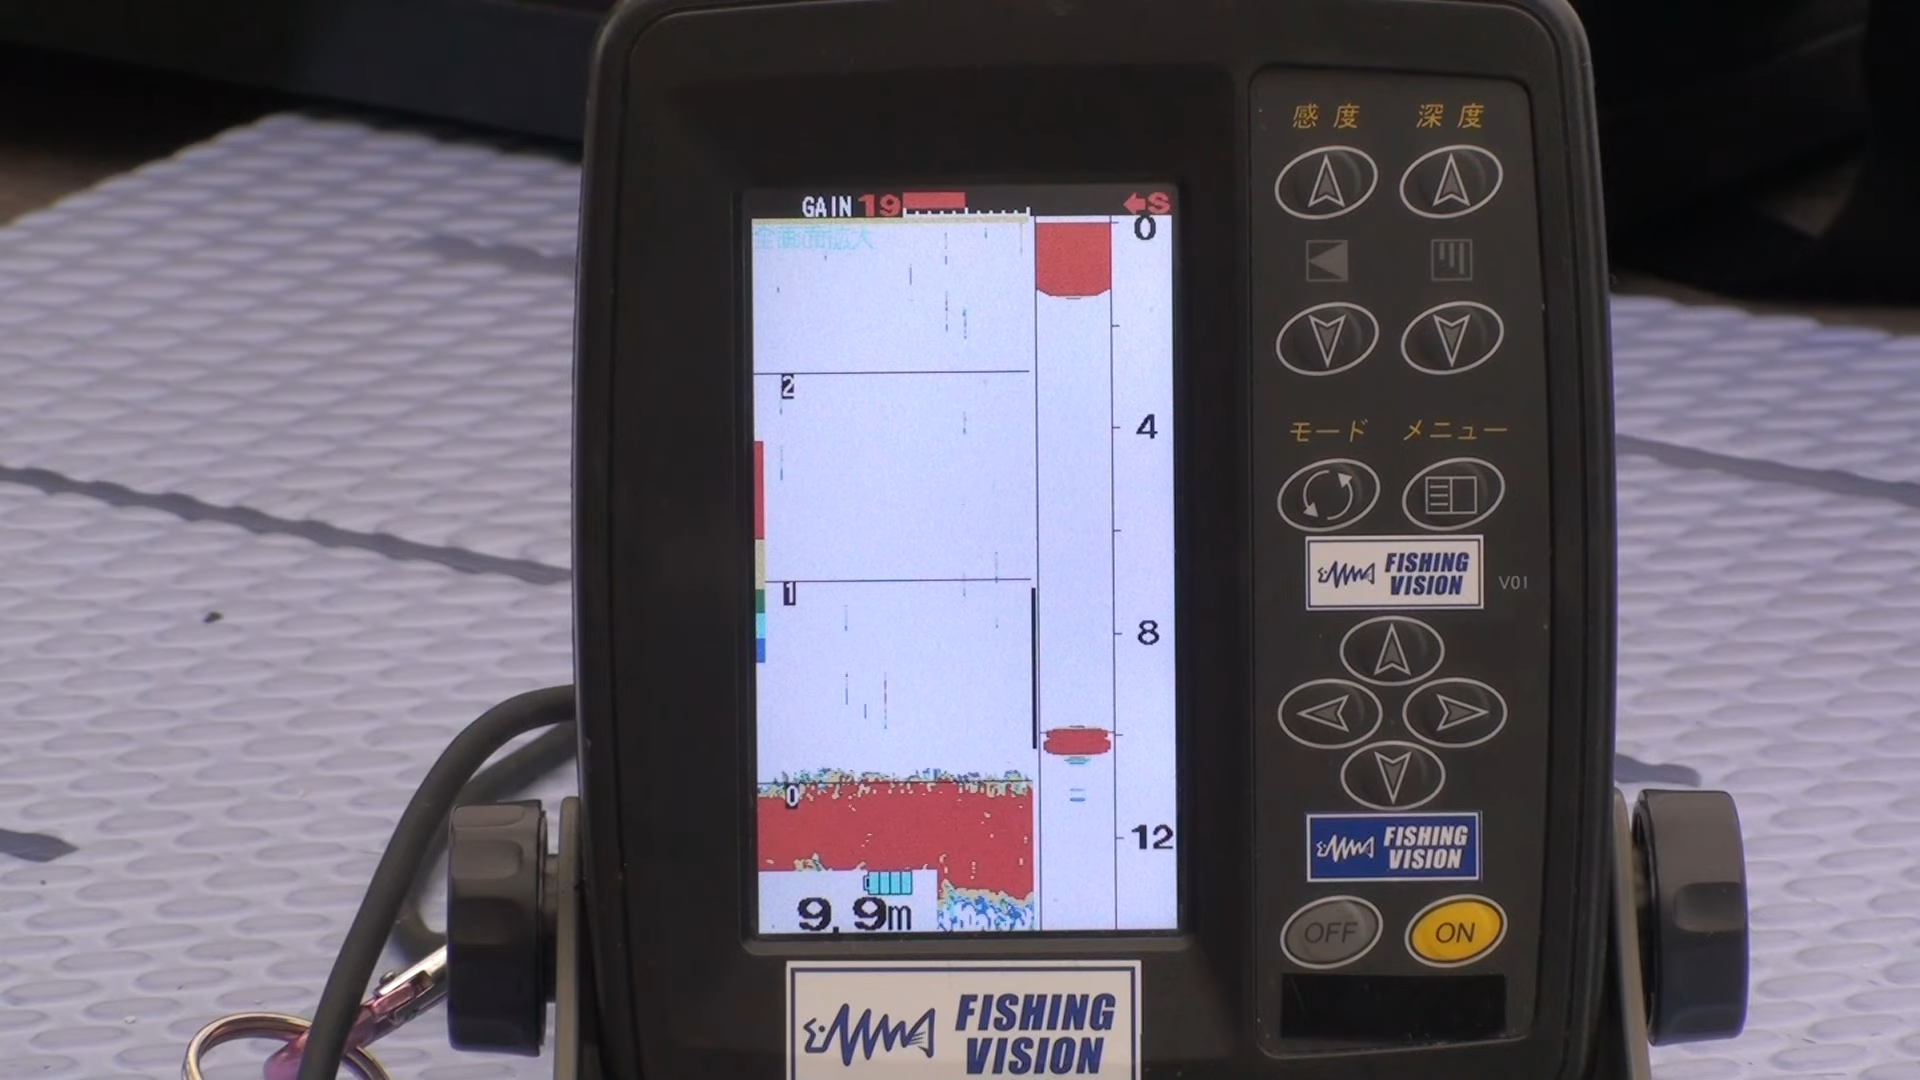 感度 深度
GAIN 19 ←S
全画面拡大
0
2
4
モード メニュー
FISHING
VISION
V01
1
8
0
12
FISHING
VISION
9.9m
OFF ON
FISHING
VISION